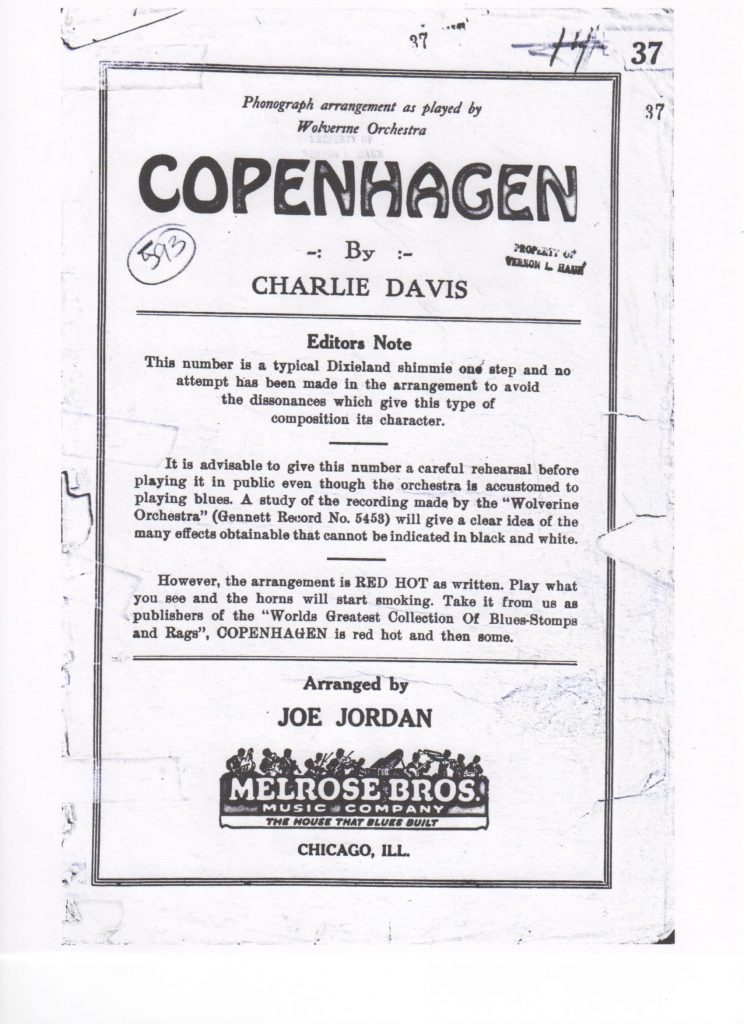 37
14
37
37
Phonograph arrangement as played by
Wolverine Orchestra
PROPERTY OF
VERNON L. HAUN
COPENHAGEN
593
-: By :-
PROPERTY OF
VERNON L. HAUN
CHARLIE DAVIS
Editors Note
This number is a typical Dixieland shimmie one step and no
attempt has been made in the arrangement to avoid
the dissonances which give this type of
composition its character.
It is advisable to give this number a careful rehearsal before
playing it in public even though the orchestra is accustomed to
playing blues. A study of the recording made by the "Wolverine
Orchestra" (Gennett Record No. 5453) will give a clear idea of the
many effects obtainable that cannot be indicated in black and white.
However, the arrangement is RED HOT as written. Play what
you see and the horns will start smoking. Take it from us as
publishers of the "Worlds Greatest Collection Of Blues-Stomps
and Rags", COPENHAGEN is red hot and then some.
Arranged by
JOE JORDAN
MELROSE BROS.
MUSIC COMPANY
THE HOUSE THAT BLUES BUILT
CHICAGO, ILL.